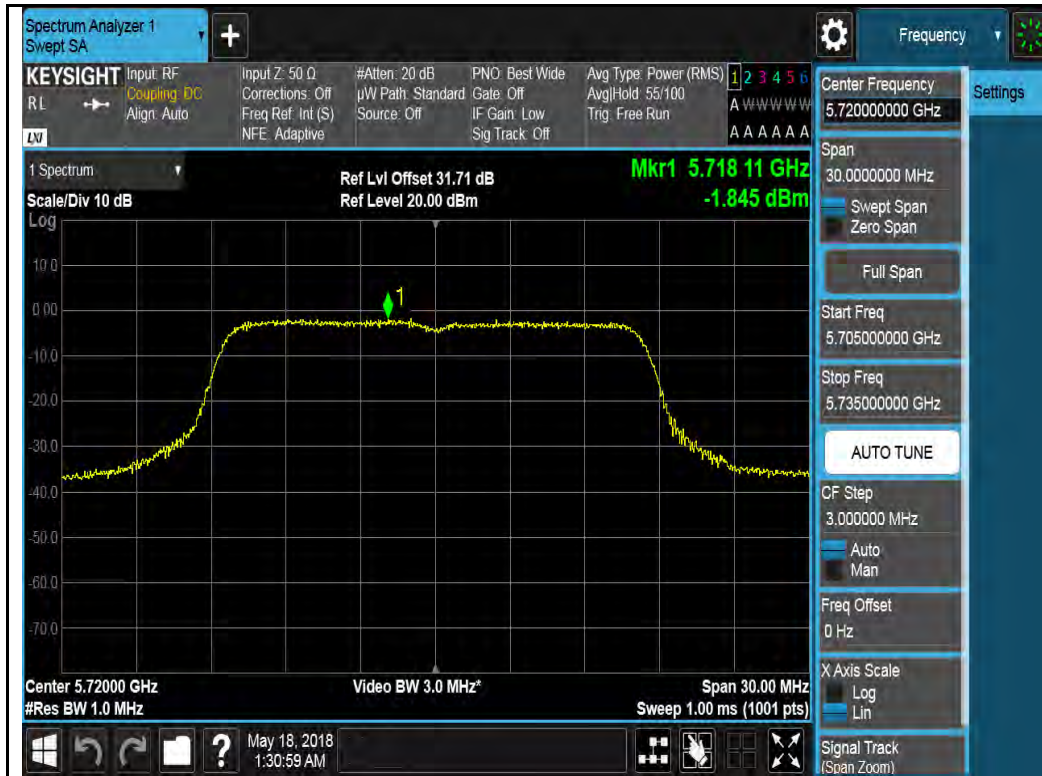 Spectrum Analyzer 1
Swept SA
+
Frequency
KEYSIGHT
RL
LXI
Input: RF
Coupling: DC
Align: Auto
Input Z: 50 Ω
Corrections: Off
Freq Ref: Int (S)
NFE: Adaptive
#Atten: 20 dB
µW Path: Standard
Source: Off
PNO: Best Wide
Gate: Off
IF Gain: Low
Sig Track: Off
Avg Type: Power (RMS)
Avg|Hold: 55/100
Trig: Free Run
1 2 3 4 5 6
A W W W W W
A A A A A A
Center Frequency
5.720000000 GHz
Settings
Span
30.0000000 MHz
Swept Span
Zero Span
Full Span
Start Freq
5.705000000 GHz
Stop Freq
5.735000000 GHz
AUTO TUNE
CF Step
3.000000 MHz
Auto
Man
Freq Offset
0 Hz
X Axis Scale
Log
Lin
Signal Track
(Span Zoom)
1 Spectrum
Scale/Div 10 dB
Log
Ref Lvl Offset 31.71 dB
Ref Level 20.00 dBm
Mkr1 5.718 11 GHz
-1.845 dBm
10.0
0.00
-10.0
-20.0
-30.0
-40.0
-50.0
-60.0
-70.0
1
Center 5.72000 GHz
#Res BW 1.0 MHz
Video BW 3.0 MHz*
Span 30.00 MHz
Sweep 1.00 ms (1001 pts)
?
May 18, 2018
1:30:59 AM